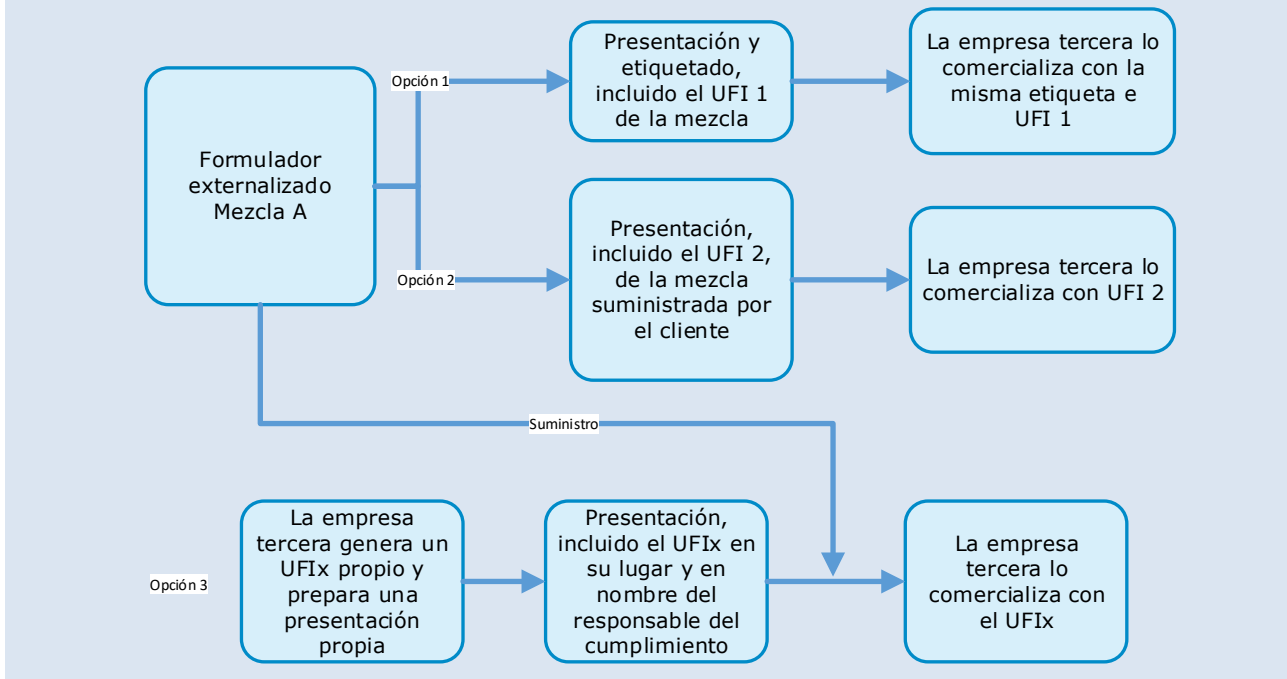 Formulador
externalizado
Mezcla A
Opción 1
Presentación y
etiquetado,
incluido el UFI 1
de la mezcla
La empresa tercera lo
comercializa con la
misma etiqueta e
UFI 1
Opción 2
Presentación,
incluido el UFI 2,
de la mezcla
suministrada por
el cliente
La empresa tercera lo
comercializa con UFI 2
Suministro
Opción 3
La empresa
tercera genera un
UFIx propio y
prepara una
presentación
propia
Presentación,
incluido el UFIx en
su lugar y en
nombre del
responsable del
cumplimiento
La empresa
tercera lo
comercializa con
el UFIx